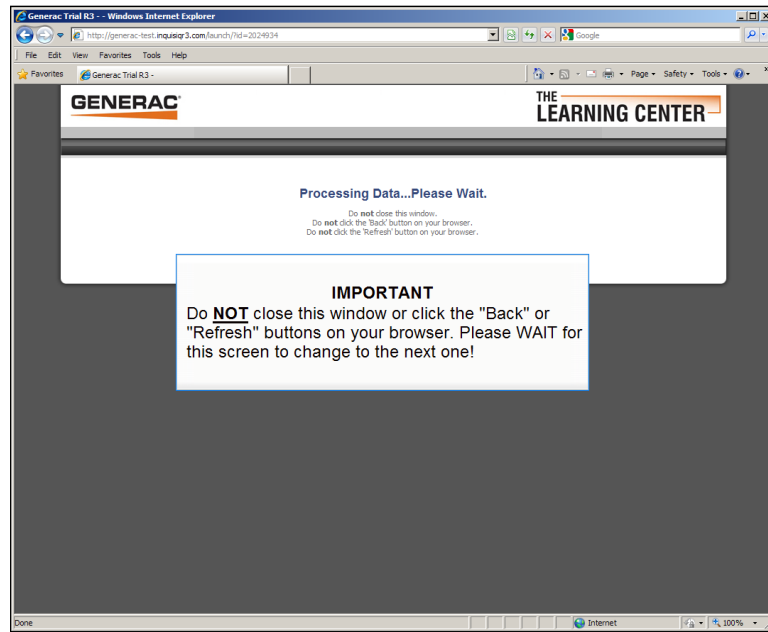 Generac Trial R3 - - Windows Internet Explorer
http://generac-test.inquisiqr3.com/launch/?id=2024934
Google
File Edit View Favorites Tools Help
Favorites Generac Trial R3 - Page Safety Tools
GENERAC
THE
LEARNING CENTER
Processing Data...Please Wait.
Do not close this window.
Do not click the 'Back' button on your browser.
Do not click the 'Refresh' button on your browser.
IMPORTANT
Do NOT close this window or click the "Back" or
"Refresh" buttons on your browser. Please WAIT for
this screen to change to the next one!
Done Internet 100%